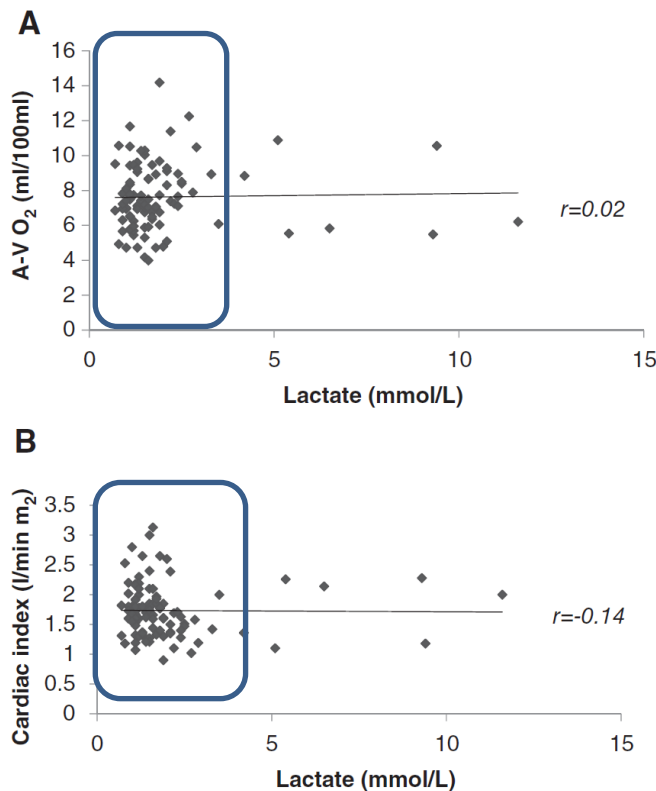 A
A-V O2 (ml/100ml)
16
14
12
10
8
6
4
2
0
r=0.02
0 5 10 15
Lactate (mmol/L)
B
Cardiac index (l/min m2)
3.5
3
2.5
2
1.5
1
0.5
0
r=-0.14
0 5 10 15
Lactate (mmol/L)